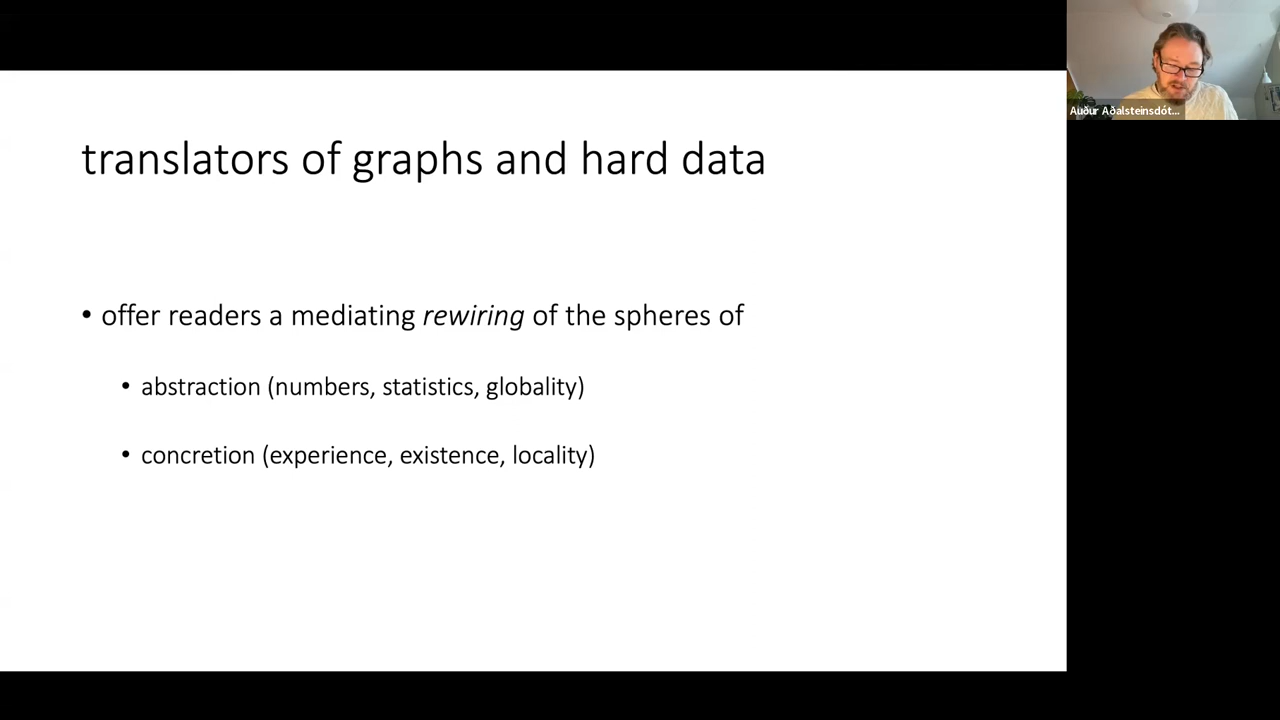 translators of graphs and hard data
• offer readers a mediating rewiring of the spheres of
• abstraction (numbers, statistics, globality)
• concretion (experience, existence, locality)
Auður Aðalsteinsdót...